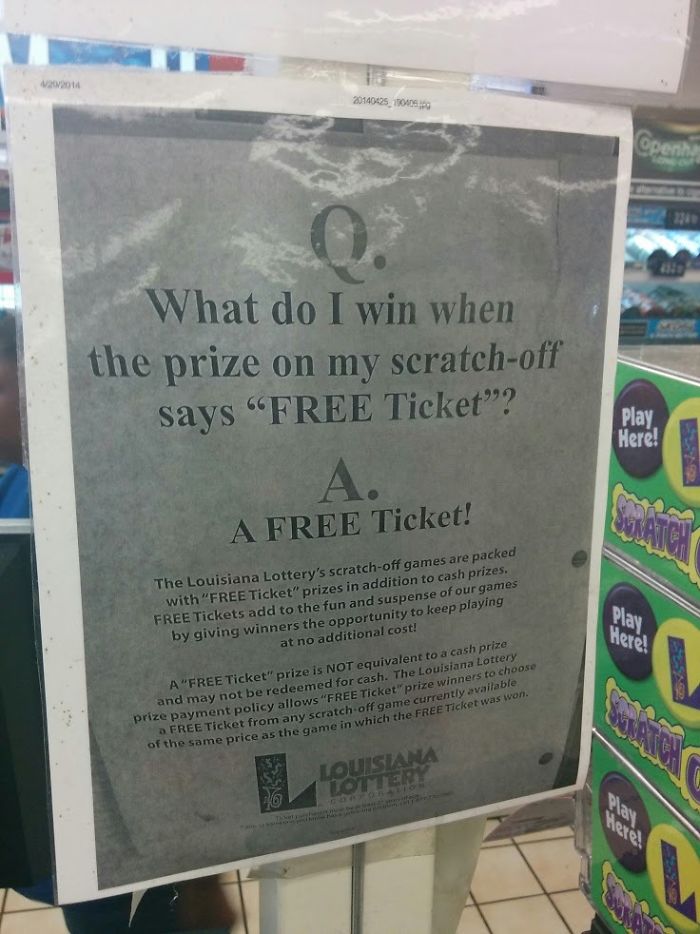 4/29/2014
20140425_190405.jpg
Q.
What do I win when
the prize on my scratch-off
says “FREE Ticket”?
A.
A FREE Ticket!
The Louisiana Lottery's scratch-off games are packed
with “FREE Ticket” prizes in addition to cash prizes.
FREE Tickets add to the fun and suspense of our games
by giving winners the opportunity to keep playing
at no additional cost!
A “FREE Ticket” prize is NOT equivalent to a cash prize
and may not be redeemed for cash. The Louisiana Lottery
prize payment policy allows “FREE Ticket” prize winners to choose
a FREE Ticket from any scratch-off game currently available
of the same price as the game in which the FREE Ticket was won.
LOUISIANA
LOTTERY
CORPORATION
Play
Here!
SCRATCH
Play
Here!
SCRATCH
Play
Here!